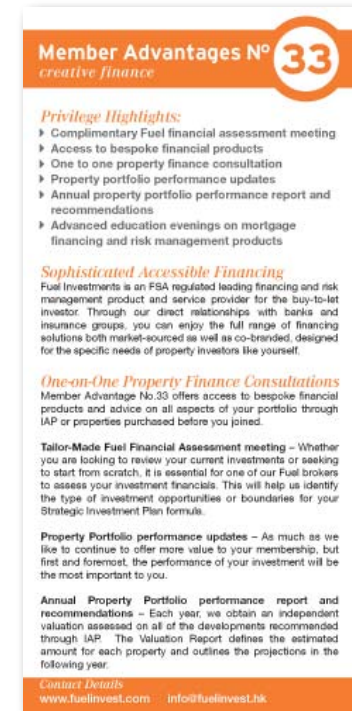 Member Advantages Nº 33
creative finance
Privilege Highlights:
Complimentary Fuel financial assessment meeting
Access to bespoke financial products
One to one property finance consultation
Property portfolio performance updates
Annual property portfolio performance report and
recommendations
Advanced education evenings on mortgage
financing and risk management products
Sophisticated Accessible Financing
Fuel Investments is an FSA regulated leading financing and risk
management product and service provider for the buy-to-let
investor. Through our direct relationships with banks and
insurance groups, you can enjoy the full range of financing
solutions both market-sourced as well as co-branded, designed
for the specific needs of property investors like yourself.
One-on-One Property Finance Consultations
Member Advantage No.33 offers access to bespoke financial
products and advice on all aspects of your portfolio through
IAP or properties purchased before you joined.
Tailor-Made Fuel Financial Assessment meeting – Whether
you are looking to review your current investments or seeking
to start from scratch, it is essential for one of our Fuel brokers
to assess your investment financials. This will help us identify
the type of investment opportunities or boundaries for your
Strategic Investment Plan formula.
Property Portfolio performance updates – As much as we
like to continue to offer more value to your membership, but
first and foremost, the performance of your investment will be
the most important to you.
Annual Property Portfolio performance report and
recommendations – Each year, we obtain an independent
valuation assessed on all of the developments recommended
through IAP. The Valuation Report defines the estimated
amount for each property and outlines the projections in the
following year.
Contact Details
www.fuelinvest.com info@fuelinvest.hk